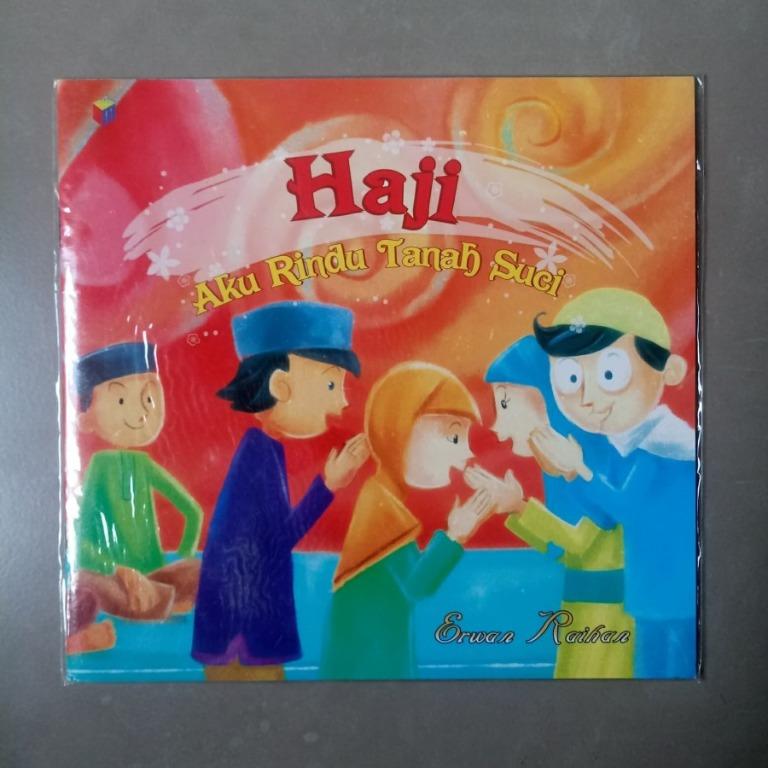 Haji
Aku Rindu Tanah Suci
Erwan Raihan